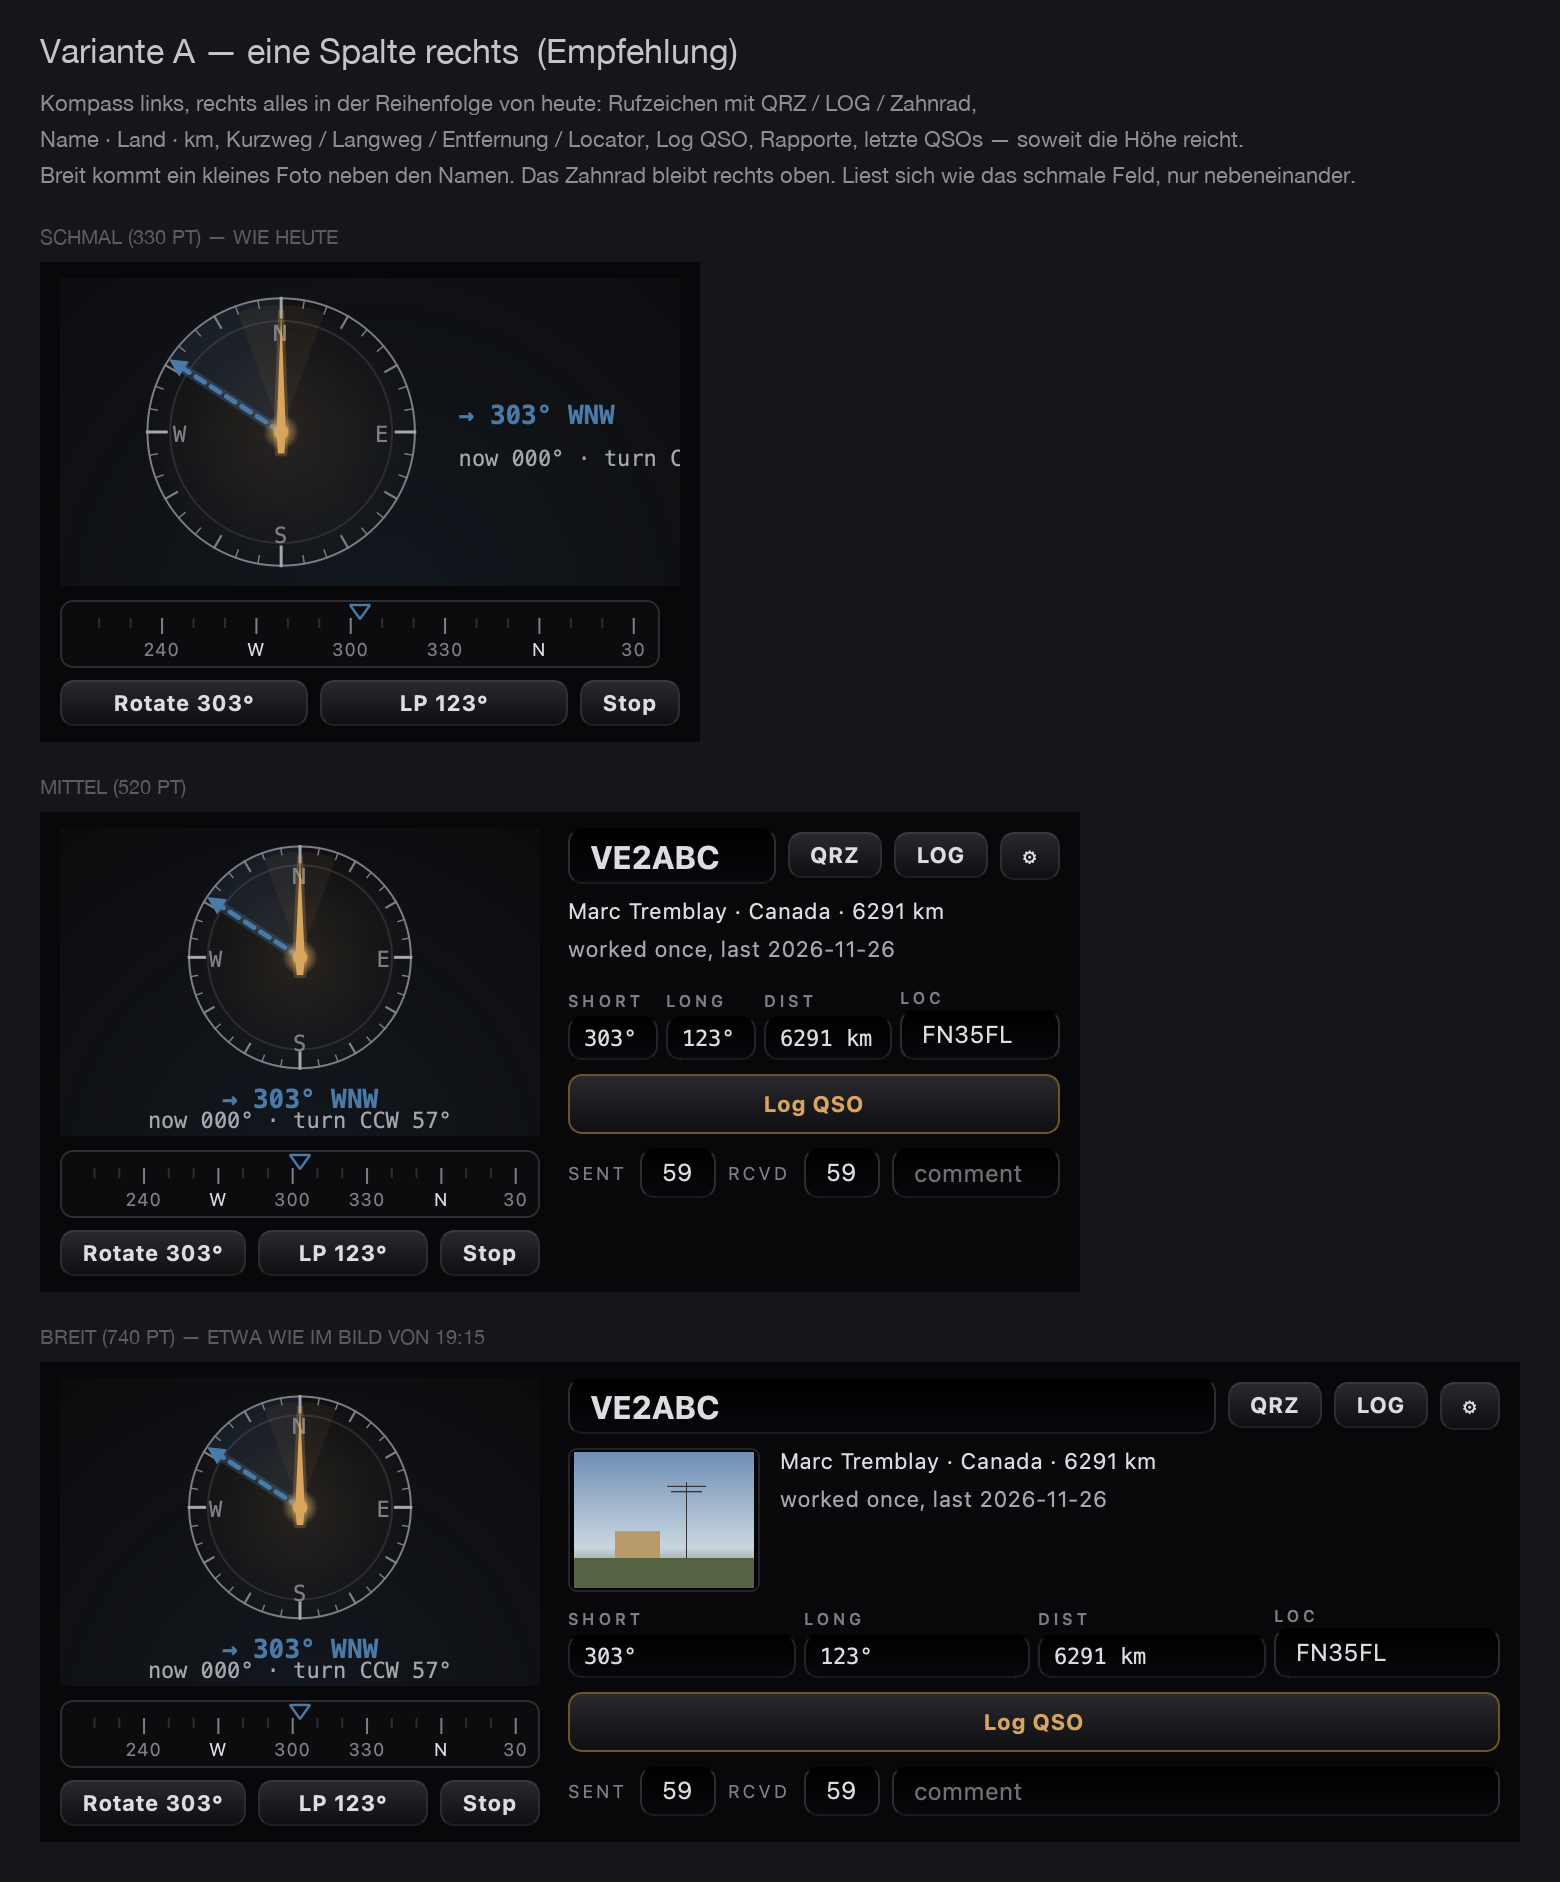 Variante A — eine Spalte rechts (Empfehlung)
Kompass links, rechts alles in der Reihenfolge von heute: Rufzeichen mit QRZ / LOG / Zahnrad,
Name · Land · km, Kurzweg / Langweg / Entfernung / Locator, Log QSO, Rapporte, letzte QSOs — soweit die Höhe reicht.
Breit kommt ein kleines Foto neben den Namen. Das Zahnrad bleibt rechts oben. Liest sich wie das schmale Feld, nur nebeneinander.
SCHMAL (330 PT) — WIE HEUTE
N
W E
S
→ 303° WNW
now 000° · turn C
240 W 300 330 N 30
Rotate 303° LP 123° Stop
MITTEL (520 PT)
N
W E
S
→ 303° WNW
now 000° · turn CCW 57°
240 W 300 330 N 30
Rotate 303° LP 123° Stop
VE2ABC QRZ LOG ⚙
Marc Tremblay · Canada · 6291 km
worked once, last 2026-11-26
SHORT LONG DIST LOC
303° 123° 6291 km FN35FL
Log QSO
SENT 59 RCVD 59 comment
BREIT (740 PT) — ETWA WIE IM BILD VON 19:15
N
W E
S
→ 303° WNW
now 000° · turn CCW 57°
240 W 300 330 N 30
Rotate 303° LP 123° Stop
VE2ABC QRZ LOG ⚙
Marc Tremblay · Canada · 6291 km
worked once, last 2026-11-26
SHORT LONG DIST LOC
303° 123° 6291 km FN35FL
Log QSO
SENT 59 RCVD 59 comment